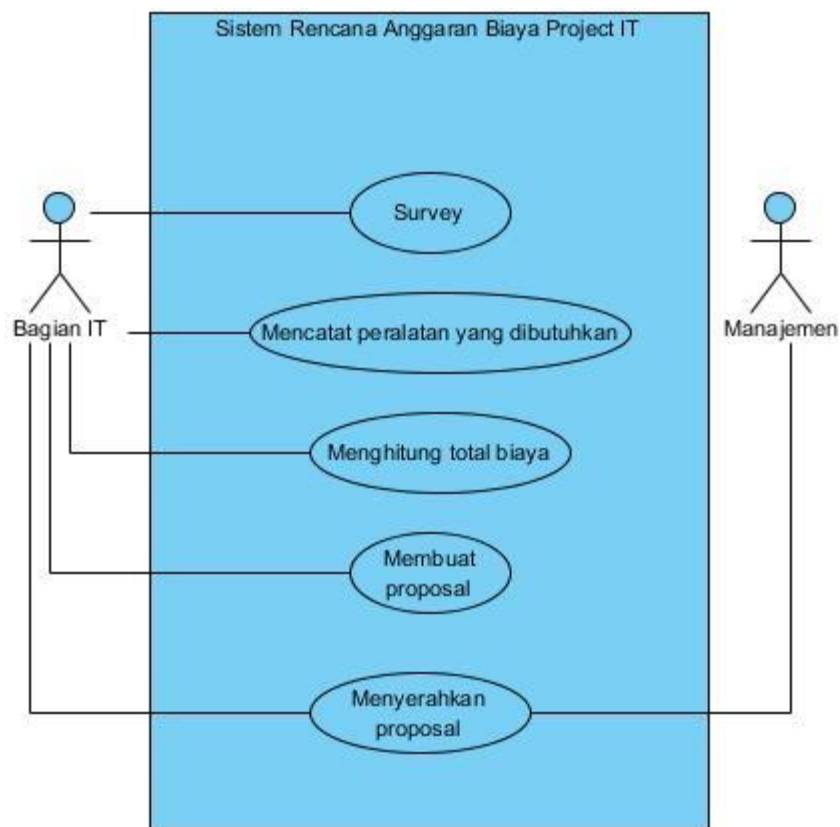 Sistem Rencana Anggaran Biaya Project IT
Survey
Bagian IT
Mencatat peralatan yang dibutuhkan
Manajemen
Menghitung total biaya
Membuat
proposal
Menyerahkan
proposal